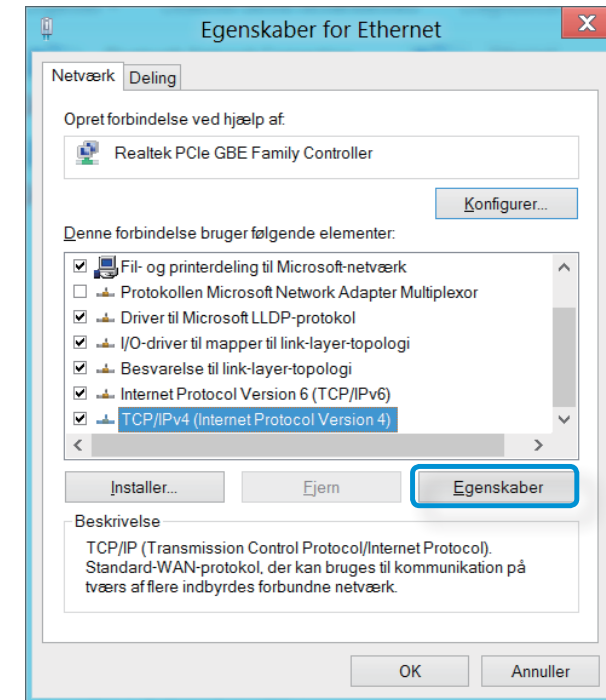 Egenskaber for Ethernet
Netværk Deling
Opret forbindelse ved hjælp af:
Realtek PCIe GBE Family Controller
Konfigurer...
Denne forbindelse bruger følgende elementer:
Fil- og printerdeling til Microsoft-netværk
Protokollen Microsoft Network Adapter Multiplexor
Driver til Microsoft LLDP-protokol
I/O-driver til mapper til link-layer-topologi
Besvarelse til link-layer-topologi
Internet Protocol Version 6 (TCP/IPv6)
TCP/IPv4 (Internet Protocol Version 4)
Installer... Fjern Egenskaber
Beskrivelse
TCP/IP (Transmission Control Protocol/Internet Protocol).
Standard-WAN-protokol, der kan bruges til kommunikation på
tværs af flere indbyrdes forbundne netværk.
OK Annuller